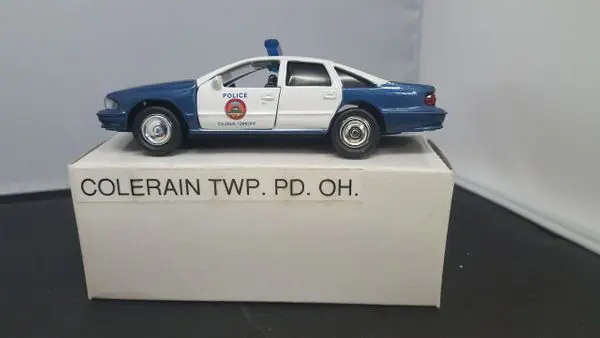 POLICE
COLERAIN TOWNSHIP
COLERAIN TWP. PD. OH.